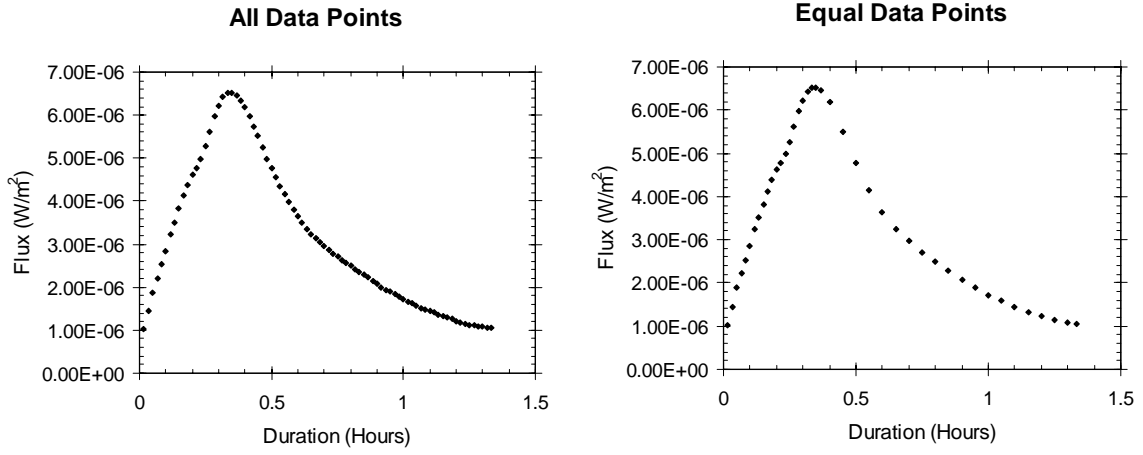 All Data Points
7.00E-06
6.00E-06
5.00E-06
4.00E-06
3.00E-06
2.00E-06
1.00E-06
0.00E+00
Flux (W/m²)
0 0.5 1 1.5
Duration (Hours)
Equal Data Points
7.00E-06
6.00E-06
5.00E-06
4.00E-06
3.00E-06
2.00E-06
1.00E-06
0.00E+00
Flux (W/m²)
0 0.5 1 1.5
Duration (Hours)